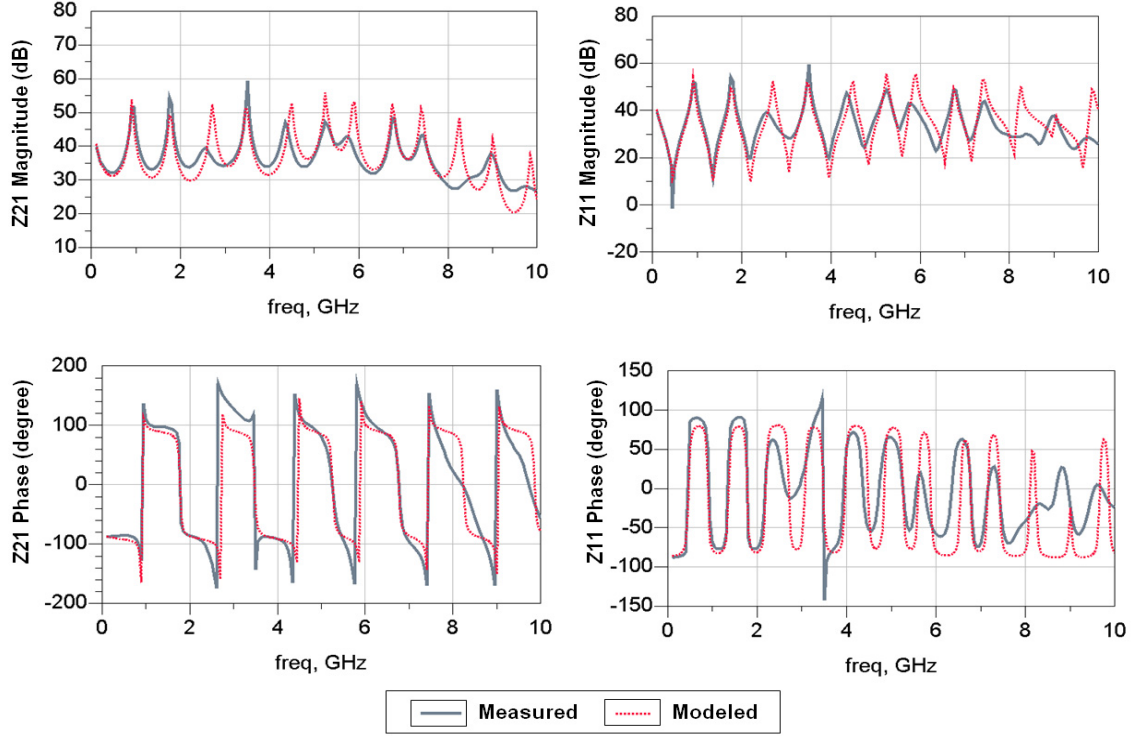 Z21 Magnitude (dB)
80
70
60
50
40
30
20
10
0 2 4 6 8 10
freq, GHz
Z11 Magnitude (dB)
80
60
40
20
0
-20
0 2 4 6 8 10
freq, GHz
Z21 Phase (degree)
200
100
0
-100
-200
0 2 4 6 8 10
freq, GHz
Z11 Phase (degree)
150
100
50
0
-50
-100
-150
0 2 4 6 8 10
freq, GHz
Measured Modeled